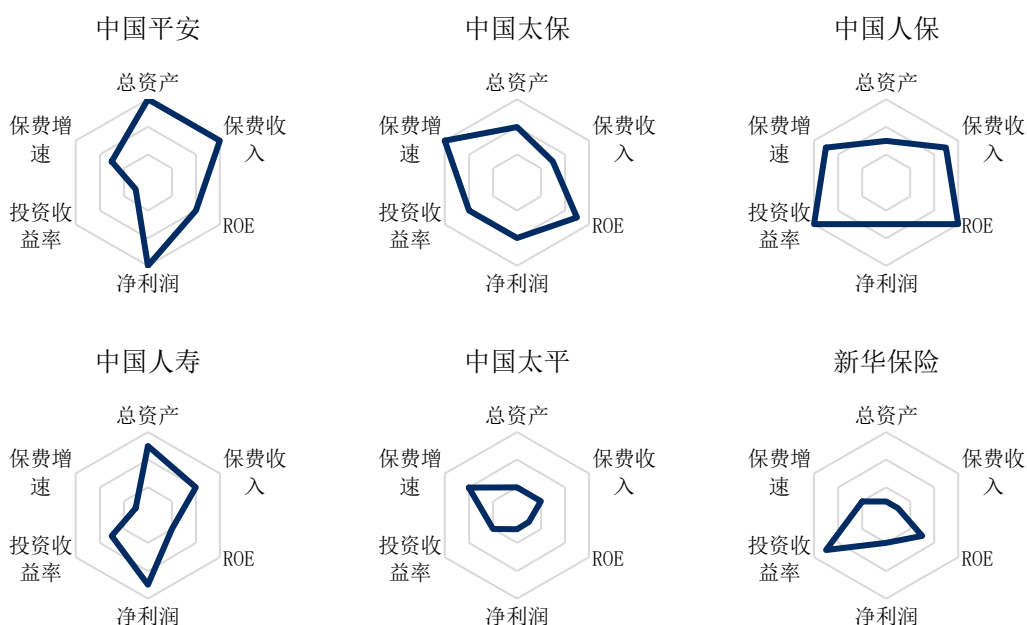 中国平安
总资产
保费增
速
保费收
入
投资收
益率
ROE
净利润
中国太保
总资产
保费增
速
保费收
入
投资收
益率
ROE
净利润
中国人保
总资产
保费增
速
保费收
入
投资收
益率
ROE
净利润
中国人寿
总资产
保费增
速
保费收
入
投资收
益率
ROE
净利润
中国太平
总资产
保费增
速
保费收
入
投资收
益率
ROE
净利润
新华保险
总资产
保费增
速
保费收
入
投资收
益率
ROE
净利润